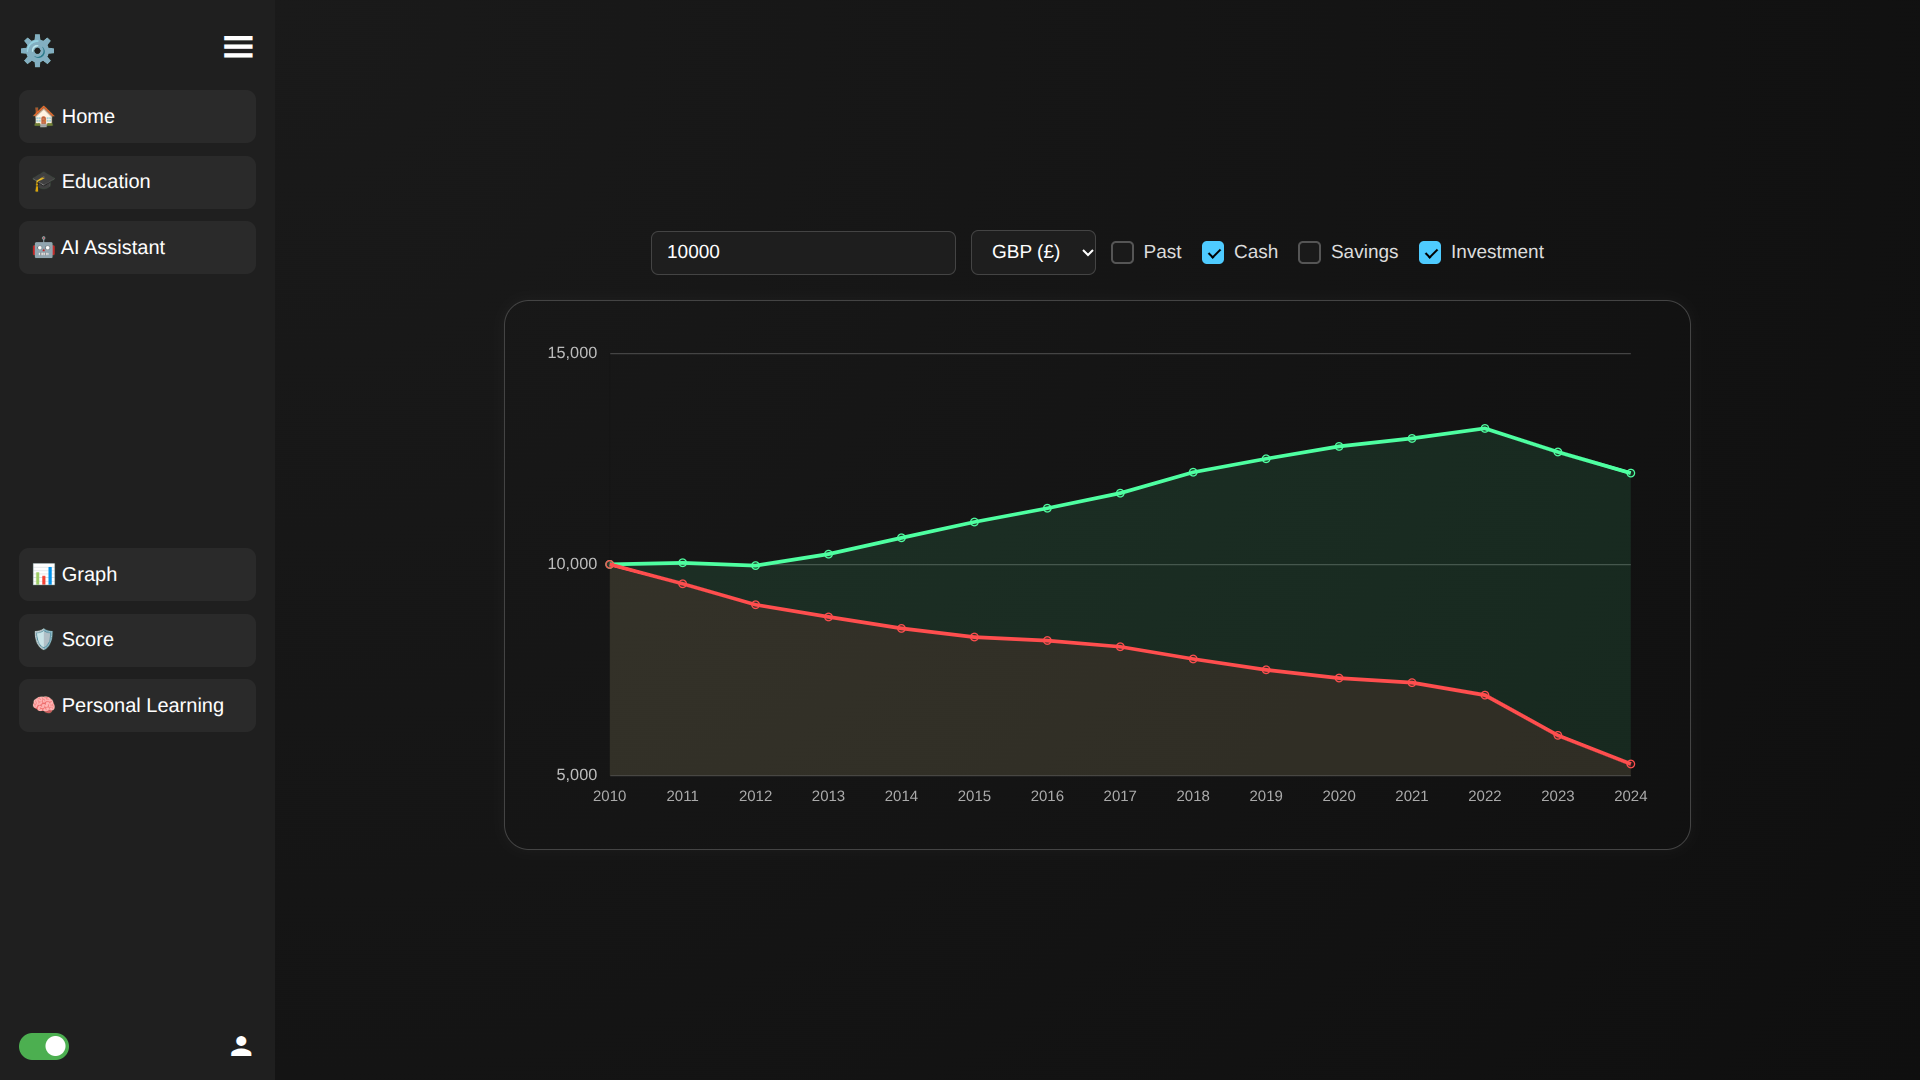 🏠 Home
🎓 Education
🤖 AI Assistant
📊 Graph
🛡️ Score
🧠 Personal Learning
10000 GBP (£) Past Cash Savings Investment
15,000
10,000
5,000
2010 2011 2012 2013 2014 2015 2016 2017 2018 2019 2020 2021 2022 2023 2024